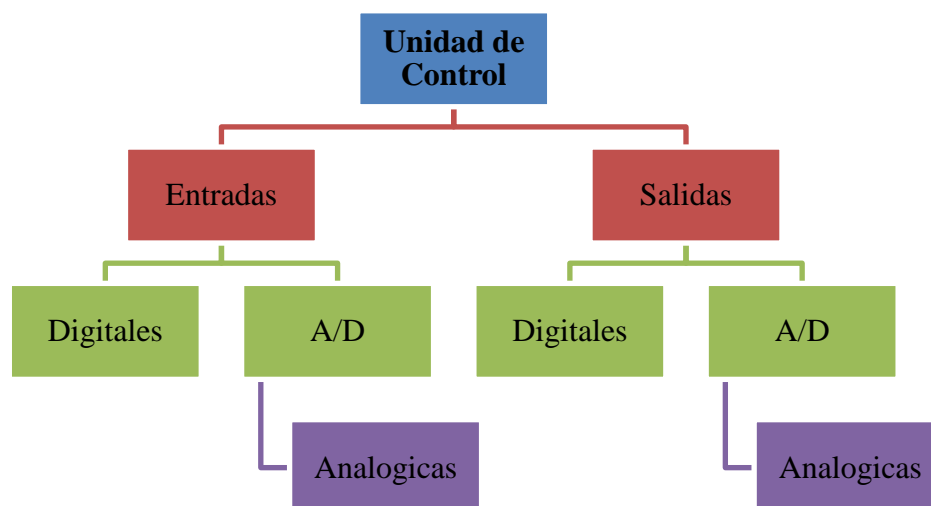 Unidad de
Control
Entradas
Salidas
Digitales
A/D
Digitales
A/D
Analogicas
Analogicas